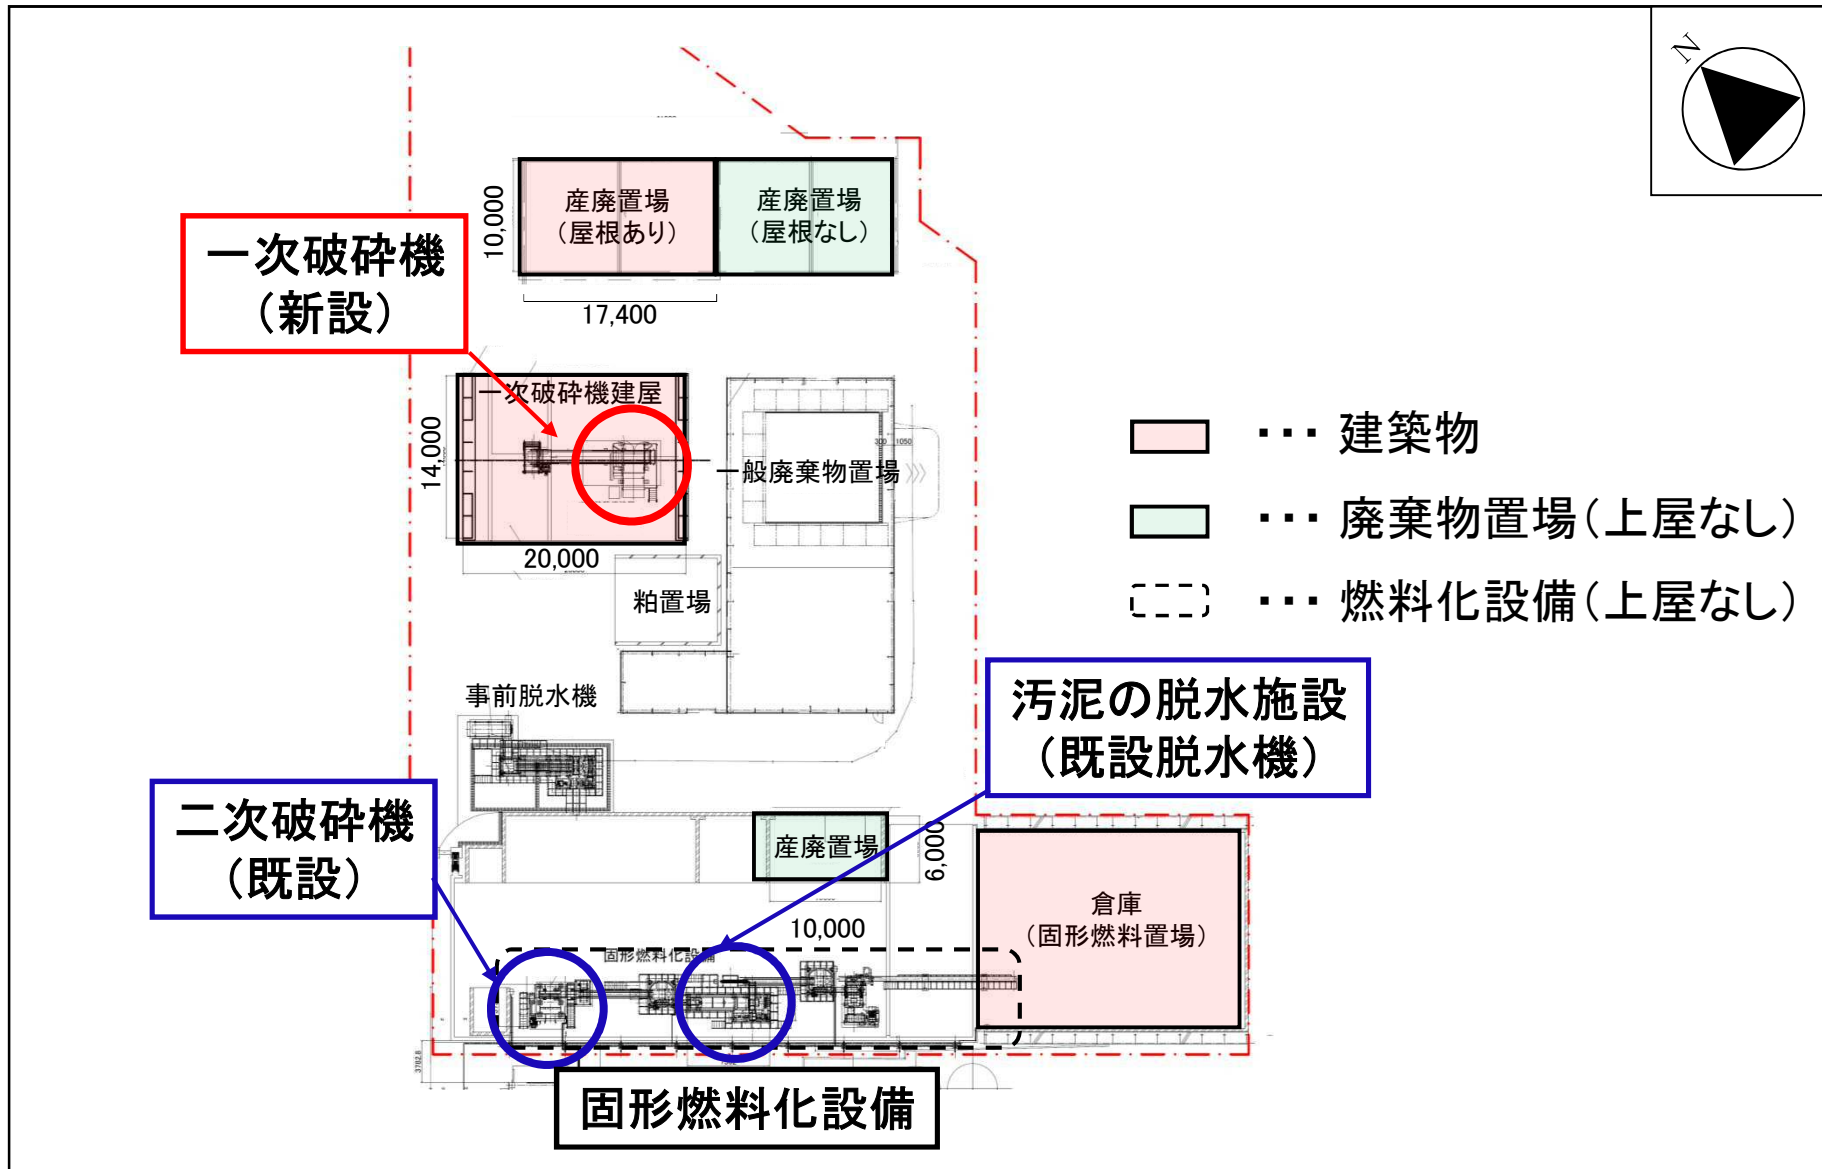 N
産廃置場
（屋根あり）
産廃置場
（屋根なし）
10,000
17,400
一次破砕機
（新設）
一次破砕機建屋
14,000
20,000
一般廃棄物置場
300
1050
粕置場
・・・ 建築物
・・・ 廃棄物置場（上屋なし）
・・・ 燃料化設備（上屋なし）
事前脱水機
汚泥の脱水施設
（既設脱水機）
二次破砕機
（既設）
産廃置場
6,000
10,000
倉庫
（固形燃料置場）
固形燃料化設備
固形燃料化設備